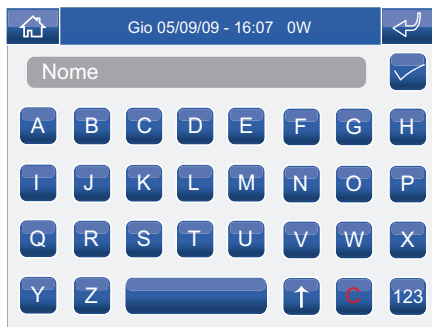 Gio 05/09/09 - 16:07 0W
Nome
A B C D E F G H
I J K L M N O P
Q R S T U V W X
Y Z ↑ C 123